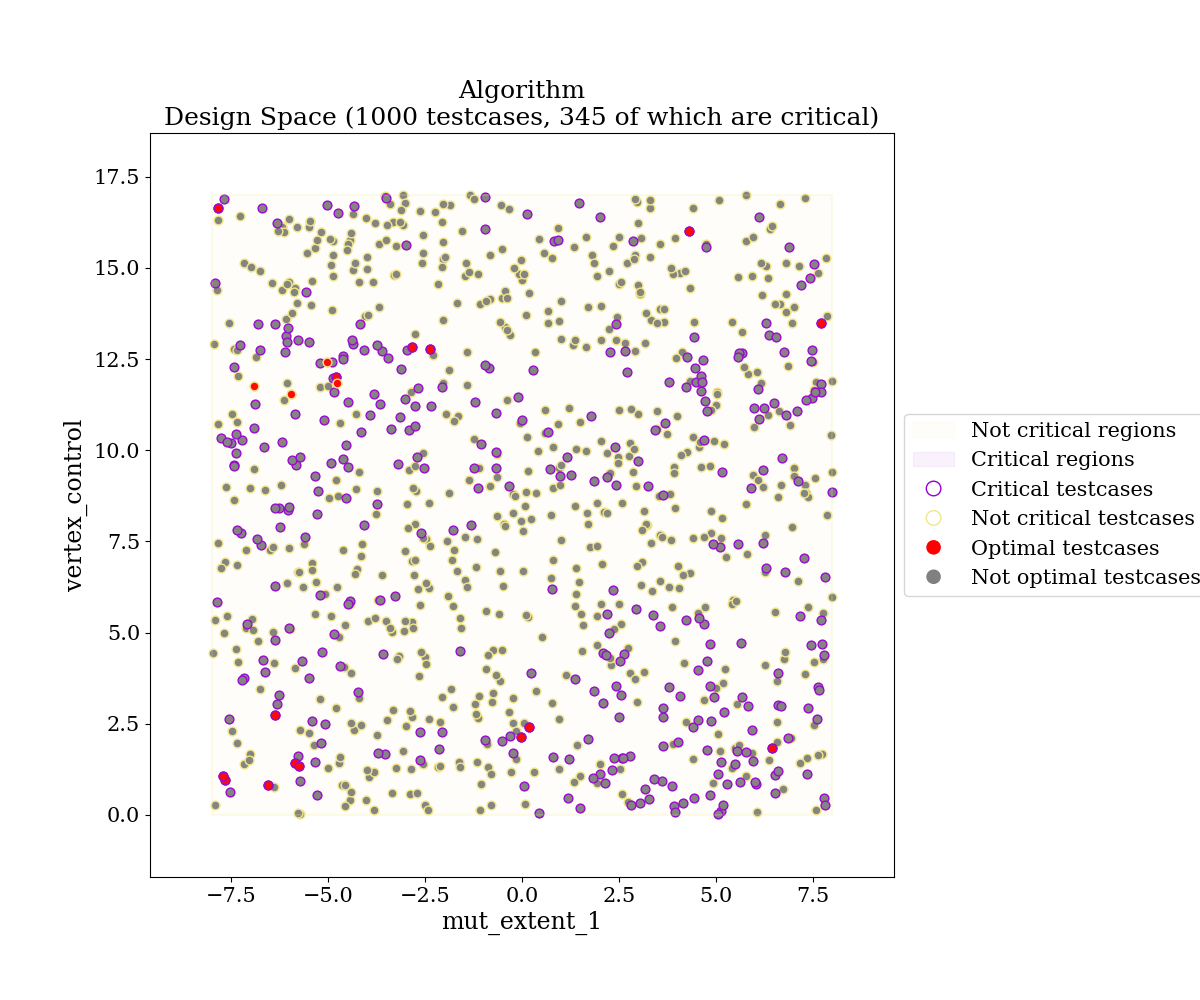 Algorithm
Design Space (1000 testcases, 345 of which are critical)
17.5
15.0
12.5
10.0
7.5
5.0
2.5
0.0
vertex_control
−7.5
−5.0
−2.5
0.0
2.5
5.0
7.5
mut_extent_1
Not critical regions
Critical regions
Critical testcases
Not critical testcases
Optimal testcases
Not optimal testcases